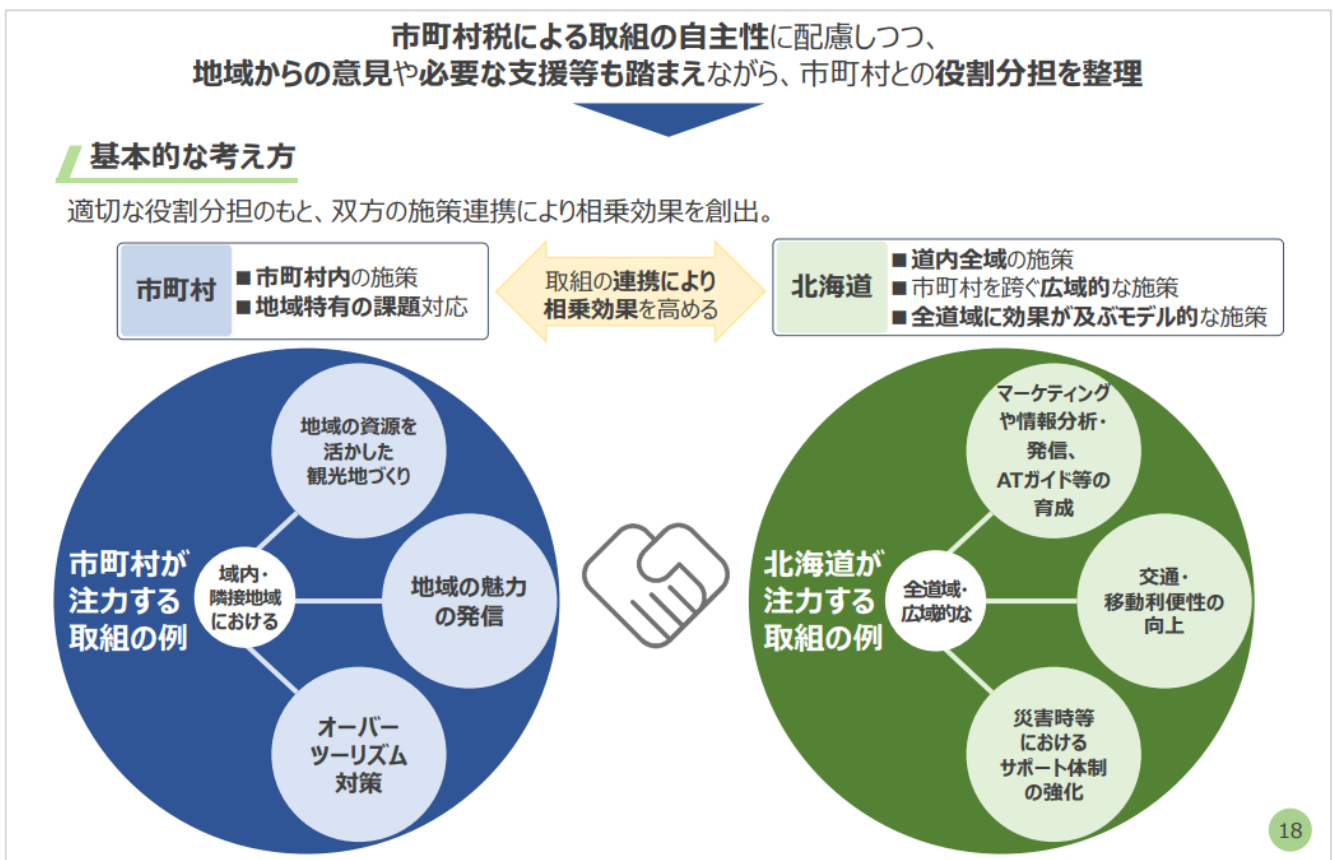 市町村税による取組の自主性に配慮しつつ、
地域からの意見や必要な支援等も踏まえながら、市町村との役割分担を整理
基本的な考え方
適切な役割分担のもと、双方の施策連携により相乗効果を創出。
市町村
■市町村内の施策
■地域特有の課題対応
取組の連携により
相乗効果を高める
北海道
■道内全域の施策
■市町村を跨ぐ広域的な施策
■全道域に効果が及ぶモデル的な施策
市町村が
注力する
取組の例
域内・
隣接地域
における
地域の資源を
活かした
観光地づくり
地域の魅力
の発信
オーバー
ツーリズム
対策
北海道が
注力する
取組の例
全道域・
広域的な
マーケティング
や情報分析・
発信、
ATガイド等の
育成
交通・
移動利便性の
向上
災害時等
における
サポート体制
の強化
18